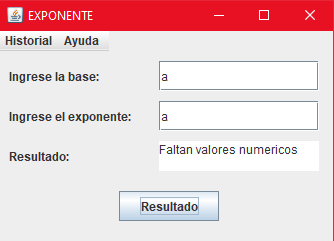 EXPONENTE
Historial Ayuda
Ingrese la base: a
Ingrese el exponente: a
Resultado: Faltan valores numericos
Resultado